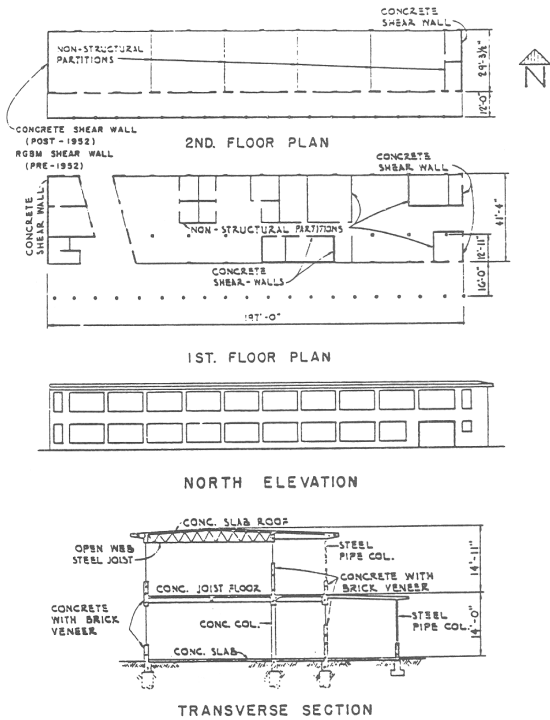 CONCRETE
SHEAR WALL
NON-STRUCTURAL
PARTITIONS
29'-3½"
12'-0"
N
CONCRETE SHEAR WALL
(POST-1952)
RGBM SHEAR WALL
(PRE-1952)
2ND. FLOOR PLAN
CONCRETE
SHEAR WALL
CONCRETE
SHEAR WALL
NON-STRUCTURAL PARTITIONS
41'-4"
12'-11"
CONCRETE
SHEAR-WALLS
10'-0"
197'-0"
1ST. FLOOR PLAN
NORTH ELEVATION
CONC. SLAB ROOF
OPEN WEB
STEEL JOIST
STEEL
PIPE COL.
14'-11"
CONC. JOIST FLOOR
CONCRETE WITH
BRICK VENEER
CONCRETE
WITH BRICK
VENEER
CONC. COL.
STEEL
PIPE COL.
14'-0"
CONC. SLAB
TRANSVERSE SECTION